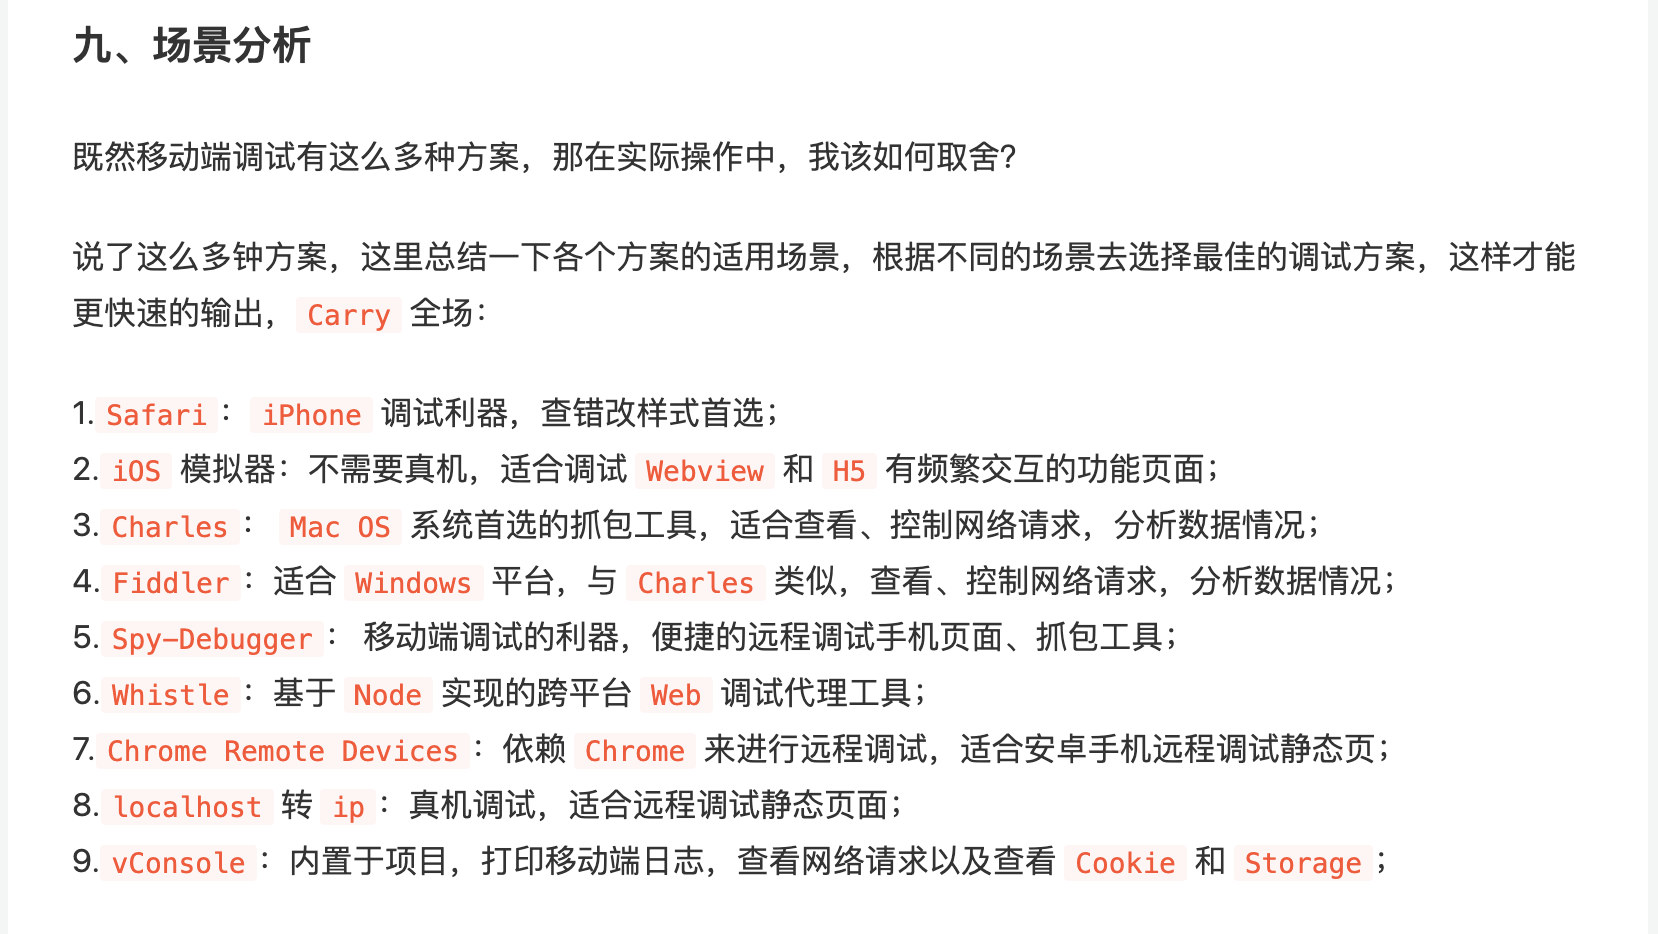 九、场景分析
既然移动端调试有这么多种方案，那在实际操作中，我该如何取舍？
说了这么多钟方案，这里总结一下各个方案的适用场景，根据不同的场景去选择最佳的调试方案，这样才能
更快速的输出， Carry 全场：
1. Safari ： iPhone 调试利器，查错改样式首选；
2. iOS 模拟器：不需要真机，适合调试 Webview 和 H5 有频繁交互的功能页面；
3. Charles ： Mac OS 系统首选的抓包工具，适合查看、控制网络请求，分析数据情况；
4. Fiddler ：适合 Windows 平台，与 Charles 类似，查看、控制网络请求，分析数据情况；
5. Spy-Debugger ： 移动端调试的利器，便捷的远程调试手机页面、抓包工具；
6. Whistle ：基于 Node 实现的跨平台 Web 调试代理工具；
7. Chrome Remote Devices ：依赖 Chrome 来进行远程调试，适合安卓手机远程调试静态页；
8. localhost 转 ip ：真机调试，适合远程调试静态页面；
9. vConsole ：内置于项目，打印移动端日志，查看网络请求以及查看 Cookie 和 Storage ；